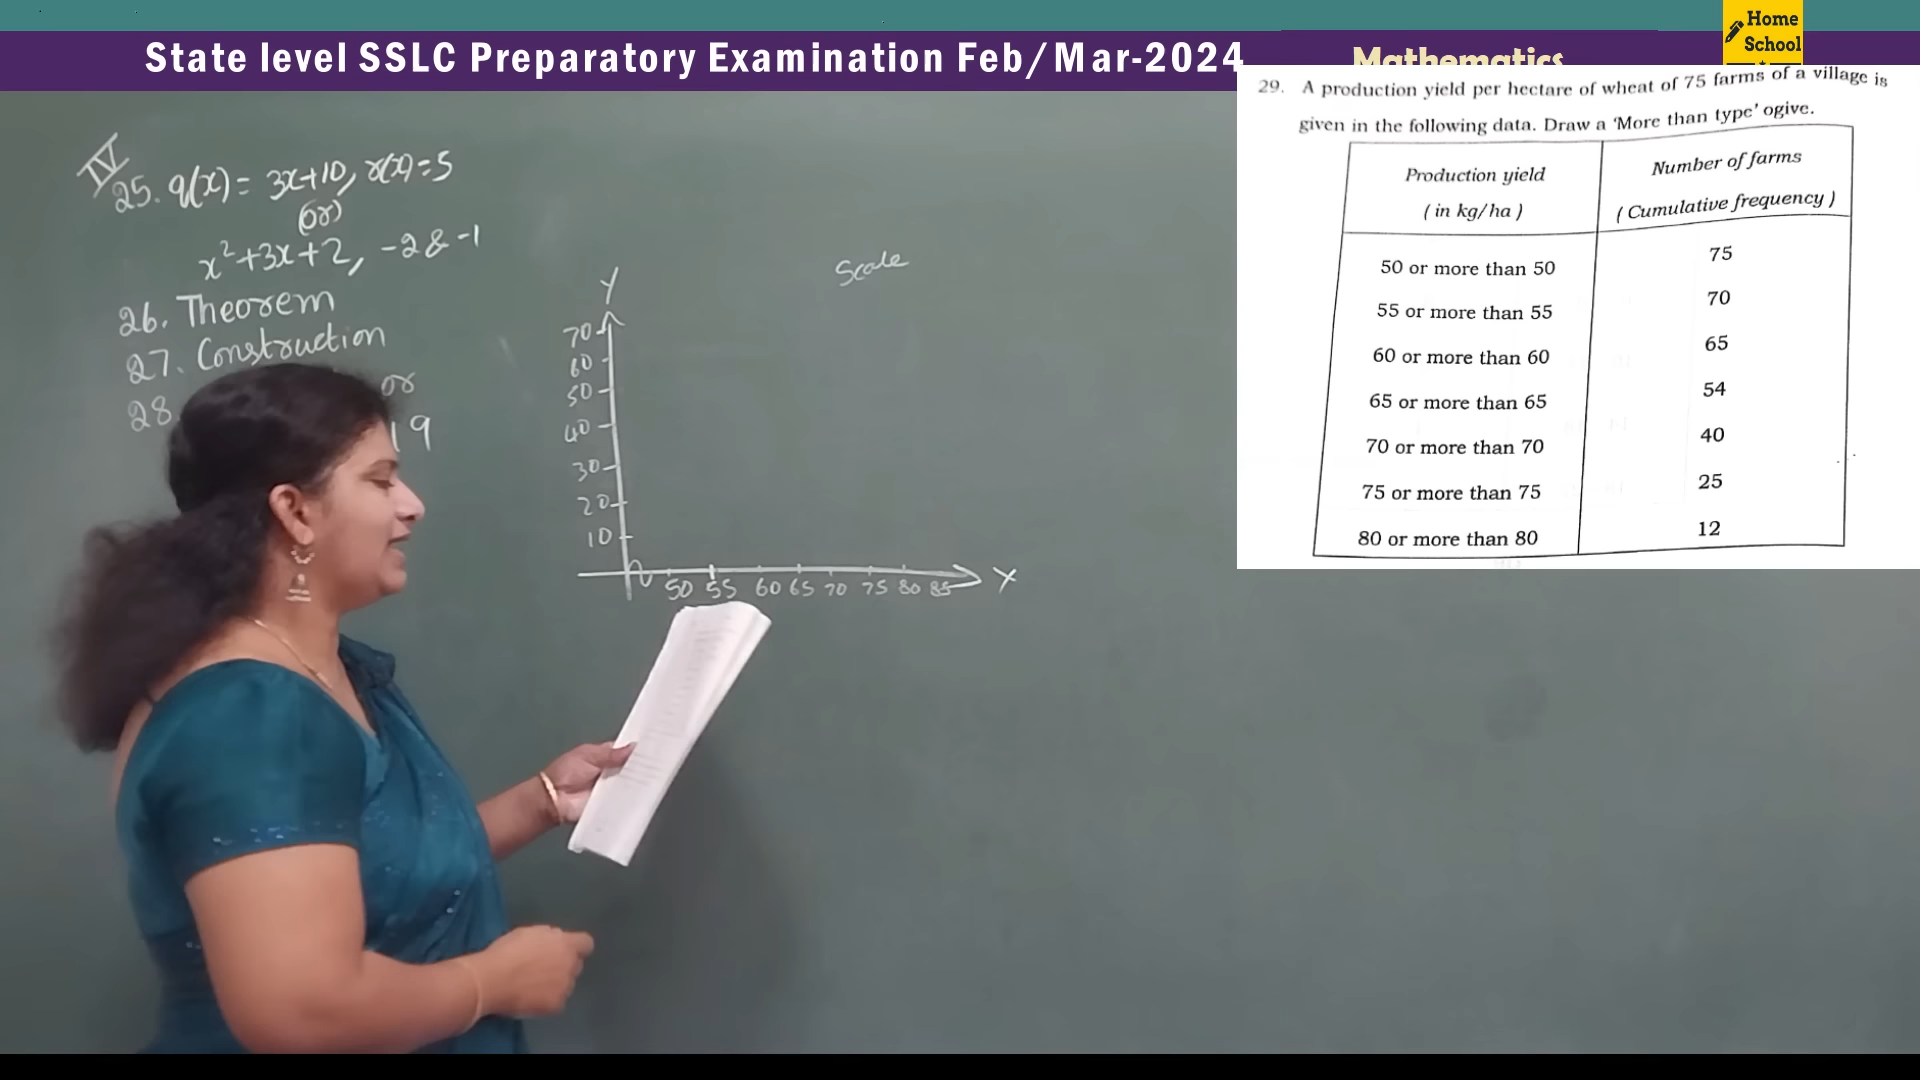 State level SSLC Preparatory Examination Feb/Mar-2024
Mathematics
Home
School
IV
25. q(x) = 3x+10, r(x) = 5
(or)
x²+3x+2, -2 & -1
26. Theorem
27. Construction
28.
or
19
Scale
Y
70
60
50
40
30
20
10
50 55 60 65 70 75 80 85
X
29. A production yield per hectare of wheat of 75 farms of a village is
given in the following data. Draw a 'More than type' ogive.
Production yield Number of farms
( in kg/ha ) ( Cumulative frequency )
50 or more than 50 75
55 or more than 55 70
60 or more than 60 65
65 or more than 65 54
70 or more than 70 40
75 or more than 75 25
80 or more than 80 12